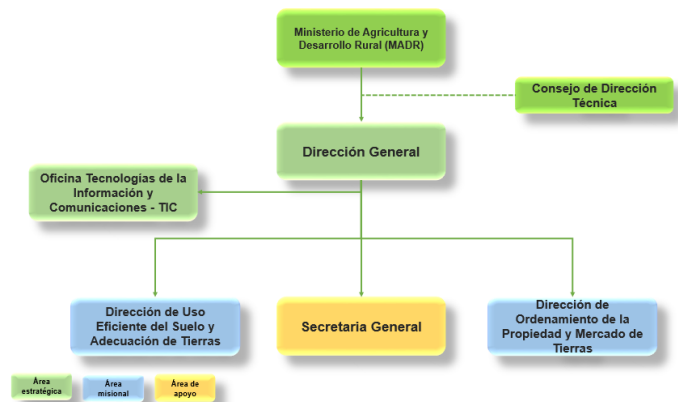 Ministerio de Agricultura y
Desarrollo Rural (MADR)
Consejo de Dirección
Técnica
Dirección General
Oficina Tecnologías de la
Información y
Comunicaciones - TIC
Dirección de Uso
Eficiente del Suelo y
Adecuación de Tierras
Secretaria General
Dirección de
Ordenamiento de la
Propiedad y Mercado de
Tierras
Área
estratégica
Área
misional
Área de
apoyo